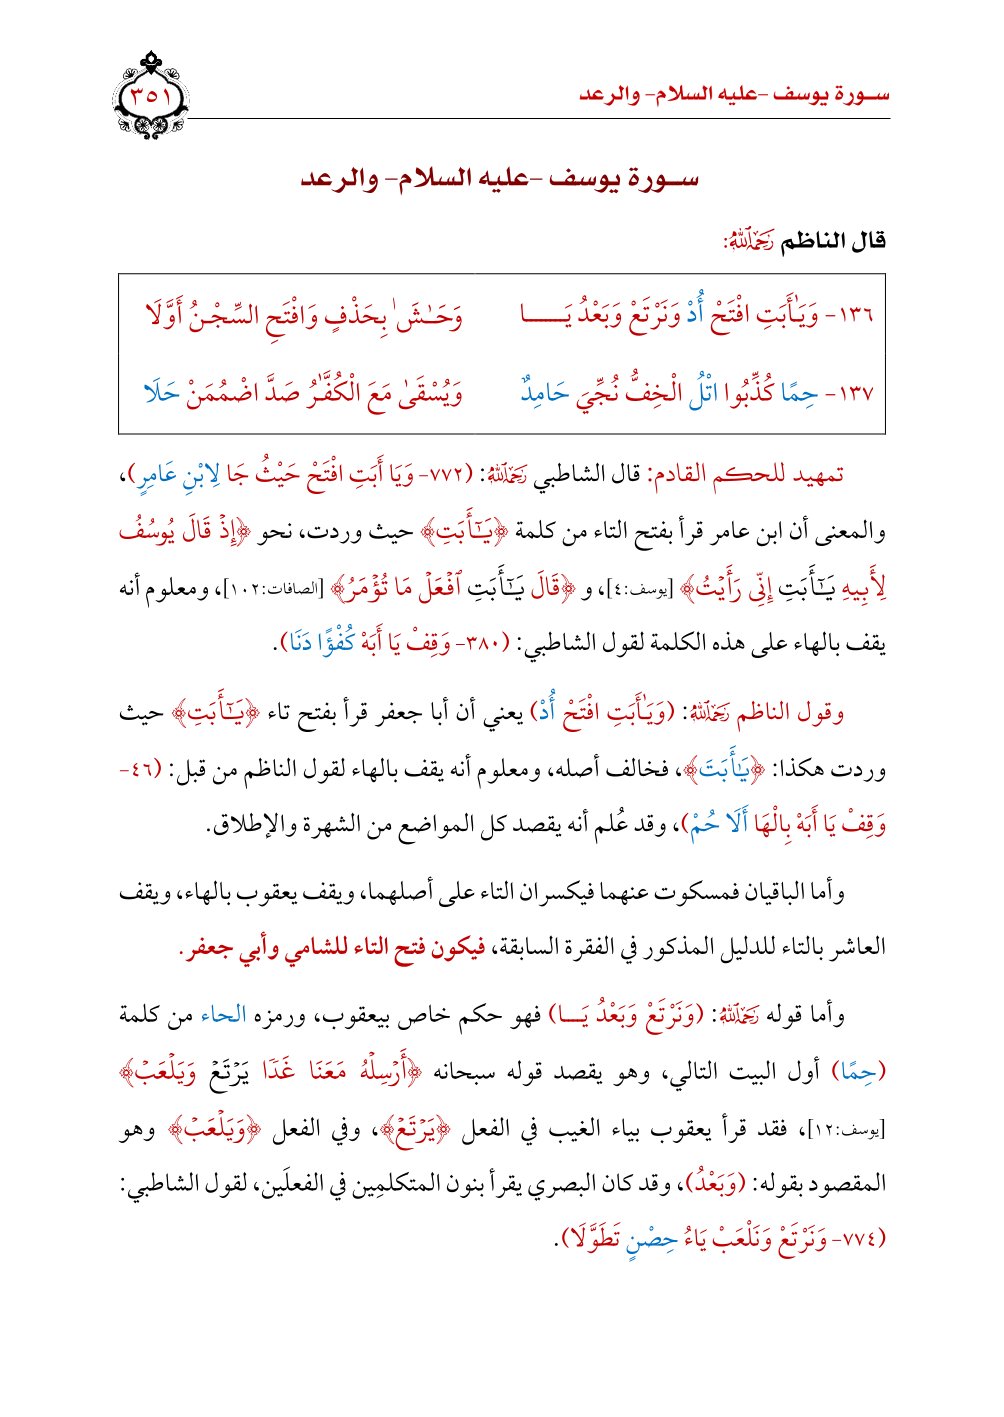 سـورة يوسف -عليه السلام- والرعد
٣٥١
سـورة يوسف -عليه السلام- والرعد
قال الناظم رَحِمَهُ ٱللَّهُ:
١٣٦- وَيَـٰٓأَبَتِ افْتَحْ أُدْ وَنَرْتَعْ وَبَعْدُ يَـــــا وَحَـٰشَ ٰ بِحَذْفٍ وَافْتَحِ السِّجْنُ أَوَّلَا
١٣٧- حِمًا كُذِّبُوا اتْلُ الْخِفُّ نُجِّيَ حَامِدٌ وَيُسْقَىٰ مَعَ الْكُفَّـٰرُ صَدَّ اضْمُمَنْ حَلَا
تمهيد للحكم القادم: قال الشاطبي رَحِمَهُ ٱللَّهُ: (٧٧٢- وَيَا أَبَتِ افْتَحْ حَيْثُ جَا لِابْنِ عَامِرٍ)،
والمعنى أن ابن عامر قرأ بفتح التاء من كلمة ﴿يَـٰٓأَبَتِ﴾ حيث وردت، نحو ﴿إِذْ قَالَ يُوسُفُ
لِأَبِيهِ يَـٰٓأَبَتِ إِنِّي رَأَيْتُ﴾ [يوسف:٤]، و ﴿قَالَ يَـٰٓأَبَتِ ٱفْعَلْ مَا تُؤْمَرُ﴾ [الصافات:١٠٢]، ومعلوم أنه
يقف بالهاء على هذه الكلمة لقول الشاطبي: (٣٨٠- وَقِفْ يَا أَبَهْ كُفْؤًا دَنَا).
وقول الناظم رَحِمَهُ ٱللَّهُ: (وَيَـٰٓأَبَتِ افْتَحْ أُدْ) يعني أن أبا جعفر قرأ بفتح تاء ﴿يَـٰٓأَبَتِ﴾ حيث
وردت هكذا: ﴿يَـٰٓأَبَتَ﴾، فخالف أصله، ومعلوم أنه يقف بالهاء لقول الناظم من قبل: (٤٦-
وَقِفْ يَا أَبَهْ بِالْهَا أَلَا حُمْ)، وقد عُلم أنه يقصد كل المواضع من الشهرة والإطلاق.
وأما الباقيان فمسكوت عنهما فيكسران التاء على أصلهما، ويقف يعقوب بالهاء، ويقف
العاشر بالتاء للدليل المذكور في الفقرة السابقة، فيكون فتح التاء للشامي وأبي جعفر.
وأما قوله رَحِمَهُ ٱللَّهُ: (وَنَرْتَعْ وَبَعْدُ يَـــا) فهو حكم خاص بيعقوب، ورمزه الحاء من كلمة
(حِمًا) أول البيت التالي، وهو يقصد قوله سبحانه ﴿أَرْسِلْهُ مَعَنَا غَدًا يَرْتَعْ وَيَلْعَبْ﴾
[يوسف:١٢]، فقد قرأ يعقوب بياء الغيب في الفعل ﴿يَرْتَعْ﴾، وفي الفعل ﴿وَيَلْعَبْ﴾ وهو
المقصود بقوله: (وَبَعْدُ)، وقد كان البصري يقرأ بنون المتكلمِين في الفعلَين، لقول الشاطبي:
(٧٧٤- وَنَرْتَعْ وَنَلْعَبْ يَاءُ حِصْنٍ تَطَوَّلَا).